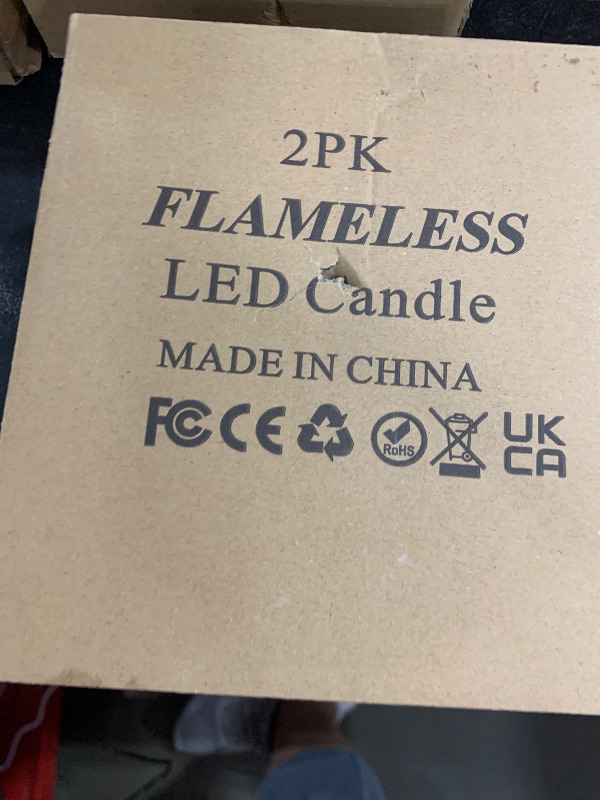 2PK
FLAMELESS
LED Candle
MADE IN CHINA
FC CE RoHS UK
CA